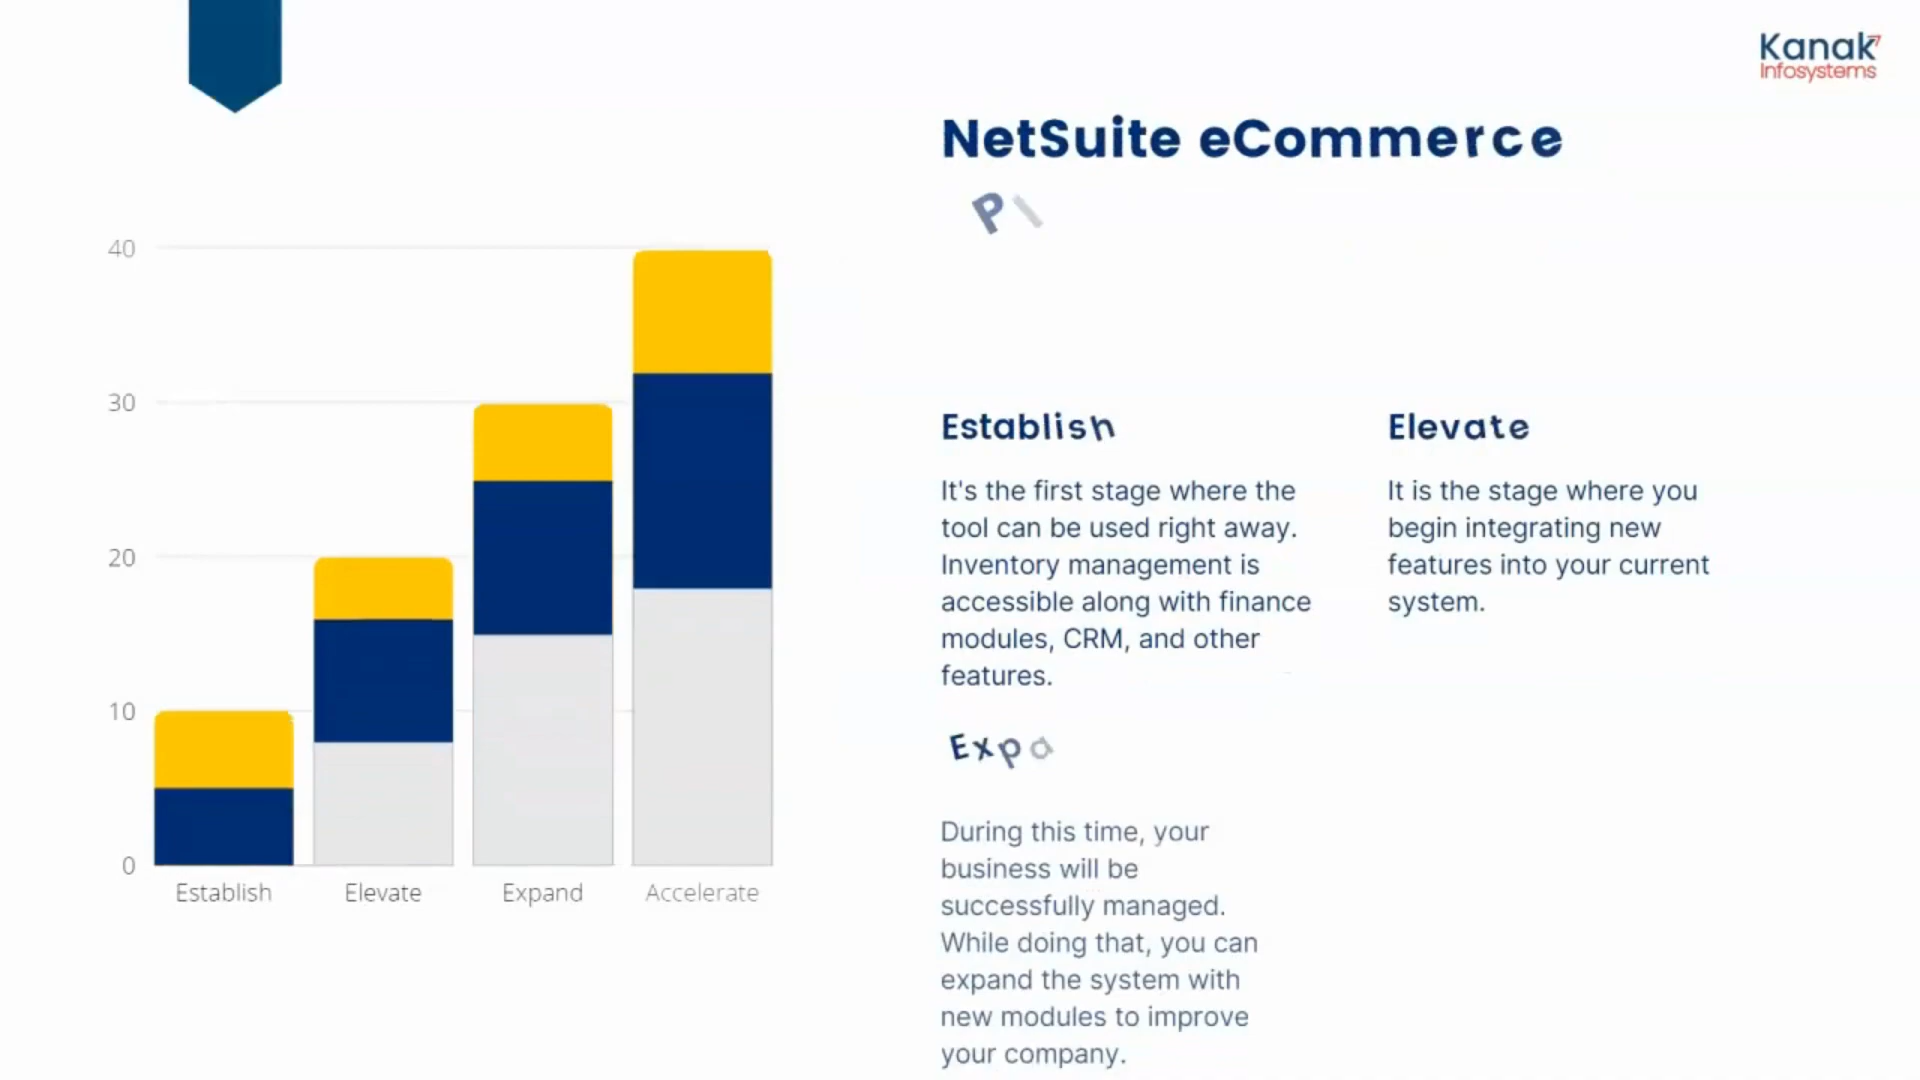 Kanak
Infosystems
NetSuite eCommerce
Pl
40
30
20
10
0
Establish
Elevate
Expand
Accelerate
Establish
It's the first stage where the
tool can be used right away.
Inventory management is
accessible along with finance
modules, CRM, and other
features.
Elevate
It is the stage where you
begin integrating new
features into your current
system.
Expa
During this time, your
business will be
successfully managed.
While doing that, you can
expand the system with
new modules to improve
your company.